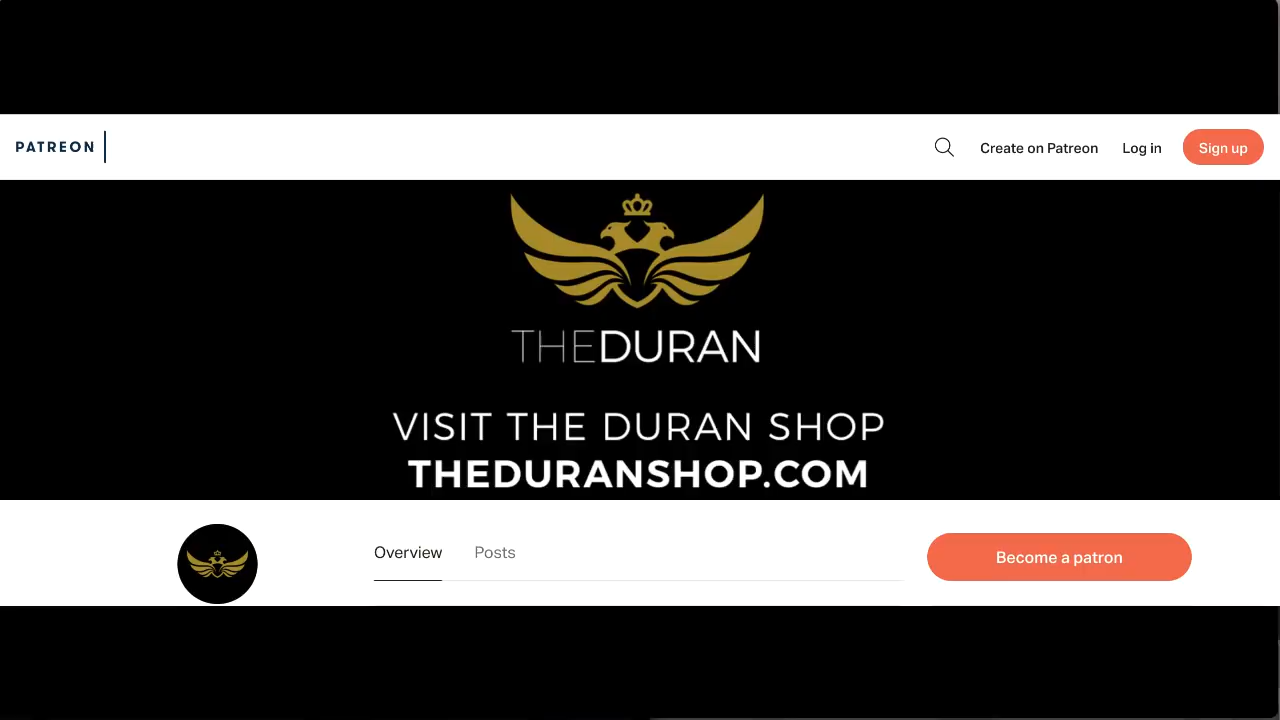 PATREON
Create on Patreon Log in Sign up
THEDURAN
VISIT THE DURAN SHOP
THEDURANSHOP.COM
Overview Posts
Become a patron